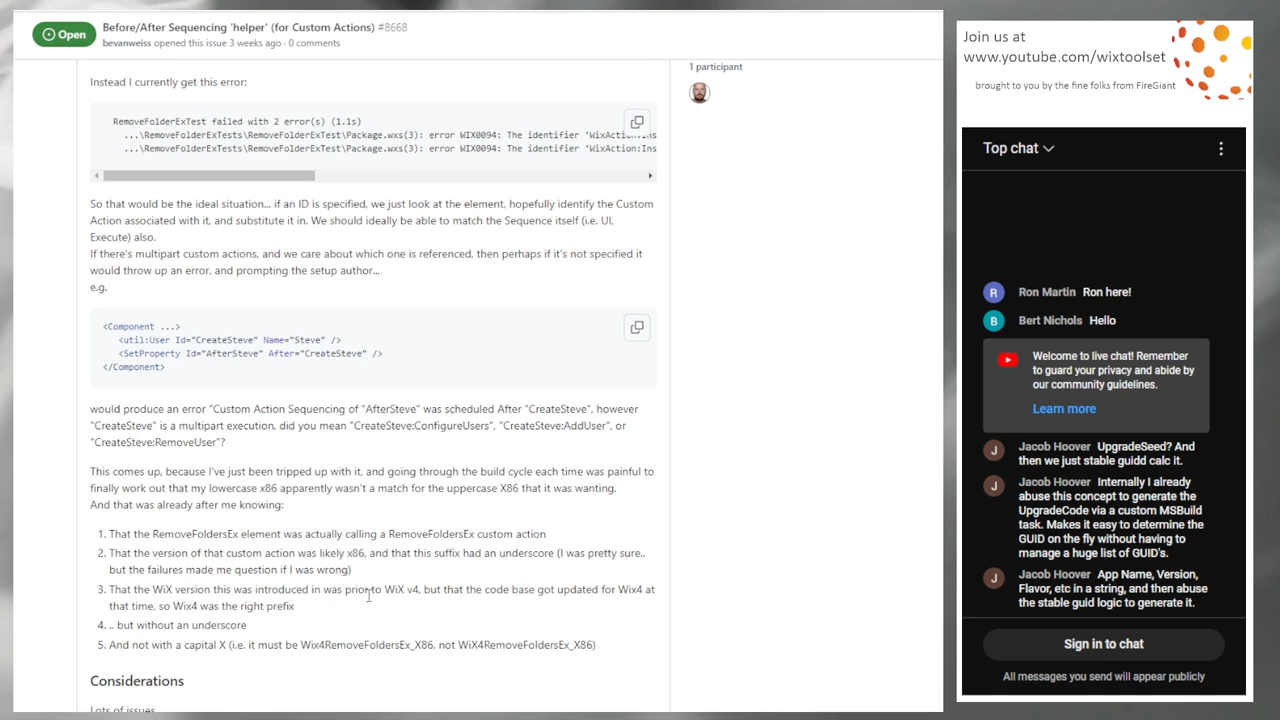 Open
Before/After Sequencing 'helper' (for Custom Actions) #8668
bevanweiss opened this issue 3 weeks ago · 0 comments
Instead I currently get this error:
RemoveFolderExTest failed with 2 error(s) (1.1s)
...\RemoveFolderExTests\RemoveFolderExTest\Package.wxs(3): error WIX0094: The identifier 'WixAction:Ins
...\RemoveFolderExTests\RemoveFolderExTest\Package.wxs(3): error WIX0094: The identifier 'WixAction:Ins
So that would be the ideal situation... if an ID is specified, we just look at the element, hopefully identify the Custom
Action associated with it, and substitute it in. We should ideally be able to match the Sequence itself (i.e. UI,
Execute) also.
If there's multipart custom actions, and we care about which one is referenced, then perhaps if it's not specified it
would throw up an error, and prompting the setup author...
e.g.
<Component ...>
<util:User Id="CreateSteve" Name="Steve" />
<SetProperty Id="AfterSteve" After="CreateSteve" />
</Component>
would produce an error "Custom Action Sequencing of "AfterSteve" was scheduled After "CreateSteve", however
"CreateSteve" is a multipart execution, did you mean "CreateSteve:ConfigureUsers", "CreateSteve:AddUser", or
"CreateSteve:RemoveUser"?
This comes up, because I've just been tripped up with it, and going through the build cycle each time was painful to
finally work out that my lowercase x86 apparently wasn't a match for the uppercase X86 that it was wanting.
And that was already after me knowing:
1. That the RemoveFoldersEx element was actually calling a RemoveFoldersEx custom action
2. That the version of that custom action was likely x86, and that this suffix had an underscore (I was pretty sure..
but the failures made me question if I was wrong)
3. That the WiX version this was introduced in was prior to WiX v4, but that the code base got updated for Wix4 at
that time, so Wix4 was the right prefix
4. .. but without an underscore
5. And not with a capital X (i.e. it must be Wix4RemoveFoldersEx_X86, not WiX4RemoveFoldersEx_X86)
Considerations
Lots of issues
1 participant
Join us at
www.youtube.com/wixtoolset
brought to you by the fine folks from FireGiant
Top chat
R Ron Martin Ron here!
B Bert Nichols Hello
Welcome to live chat! Remember
to guard your privacy and abide by
our community guidelines.
Learn more
J Jacob Hoover UpgradeSeed? And
then we just stable guidd calc it.
J Jacob Hoover Internally I already
abuse this concept to generate the
UpgradeCode via a custom MSBuild
task. Makes it easy to determine the
GUID on the fly without having to
manage a huge list of GUID's.
J Jacob Hoover App Name, Version,
Flavor, etc in a string, and then abuse
the stable guid logic to generate it.
Sign in to chat
All messages you send will appear publicly